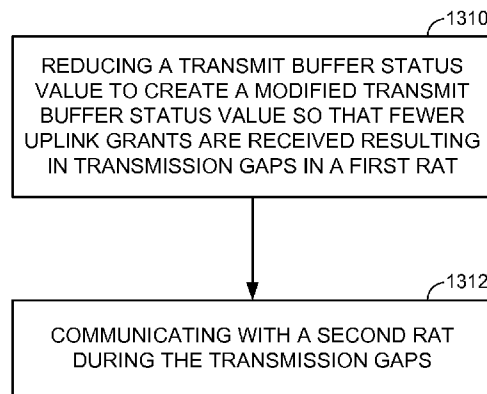 1310
REDUCING A TRANSMIT BUFFER STATUS
VALUE TO CREATE A MODIFIED TRANSMIT
BUFFER STATUS VALUE SO THAT FEWER
UPLINK GRANTS ARE RECEIVED RESULTING
IN TRANSMISSION GAPS IN A FIRST RAT
1312
COMMUNICATING WITH A SECOND RAT
DURING THE TRANSMISSION GAPS